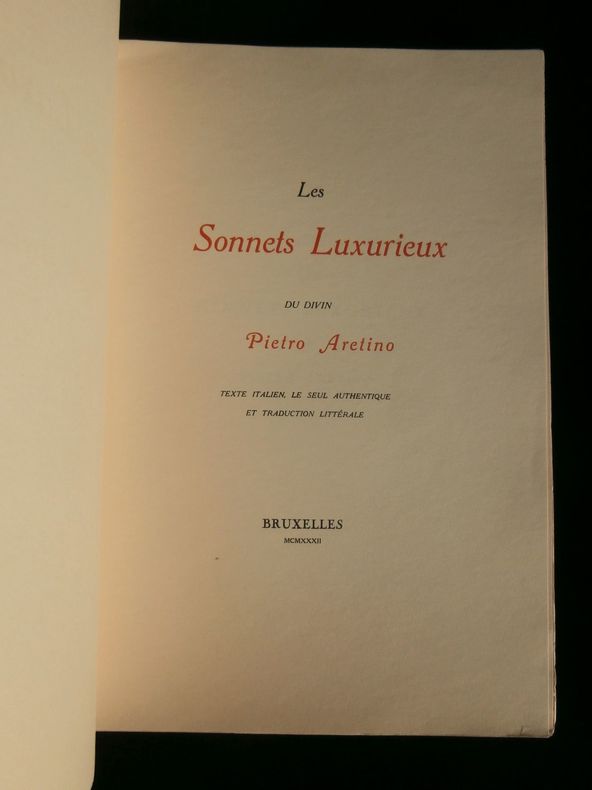 Les
Sonnets Luxurieux
DU DIVIN
Pietro Aretino
TEXTE ITALIEN, LE SEUL AUTHENTIQUE
ET TRADUCTION LITTÉRALE
BRUXELLES
MCMXXXII